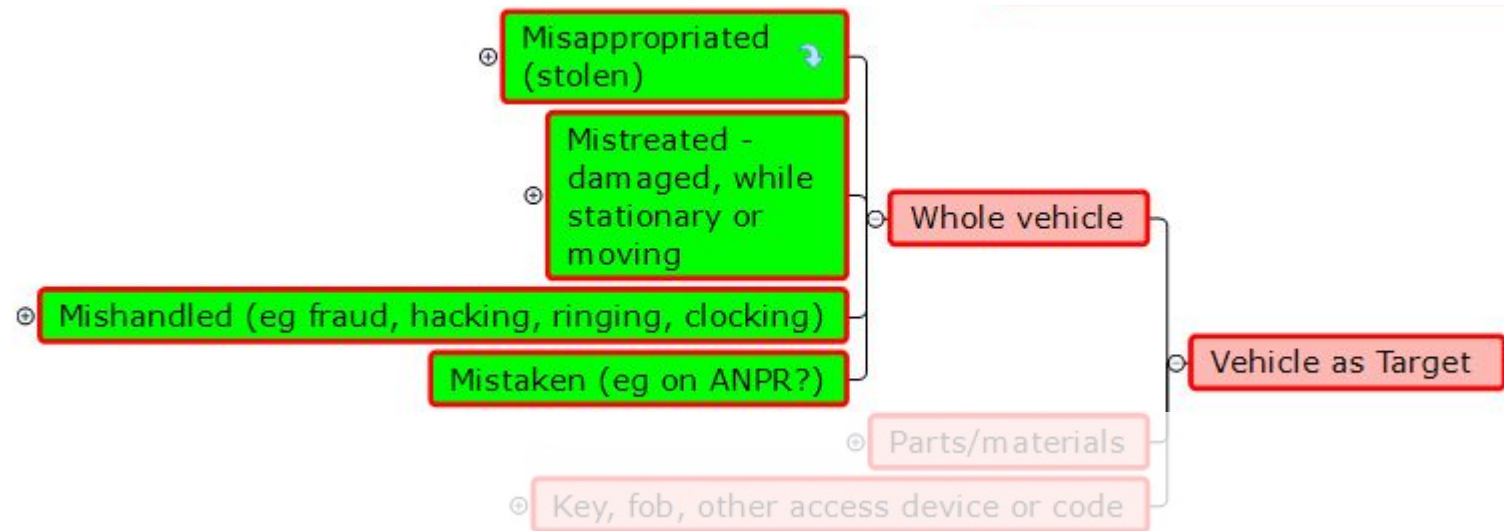 Misappropriated
(stolen)
Mistreated -
damaged, while
stationary or
moving
Whole vehicle
Mishandled (eg fraud, hacking, ringing, clocking)
Vehicle as Target
Mistaken (eg on ANPR?)
Parts/materials
Key, fob, other access device or code